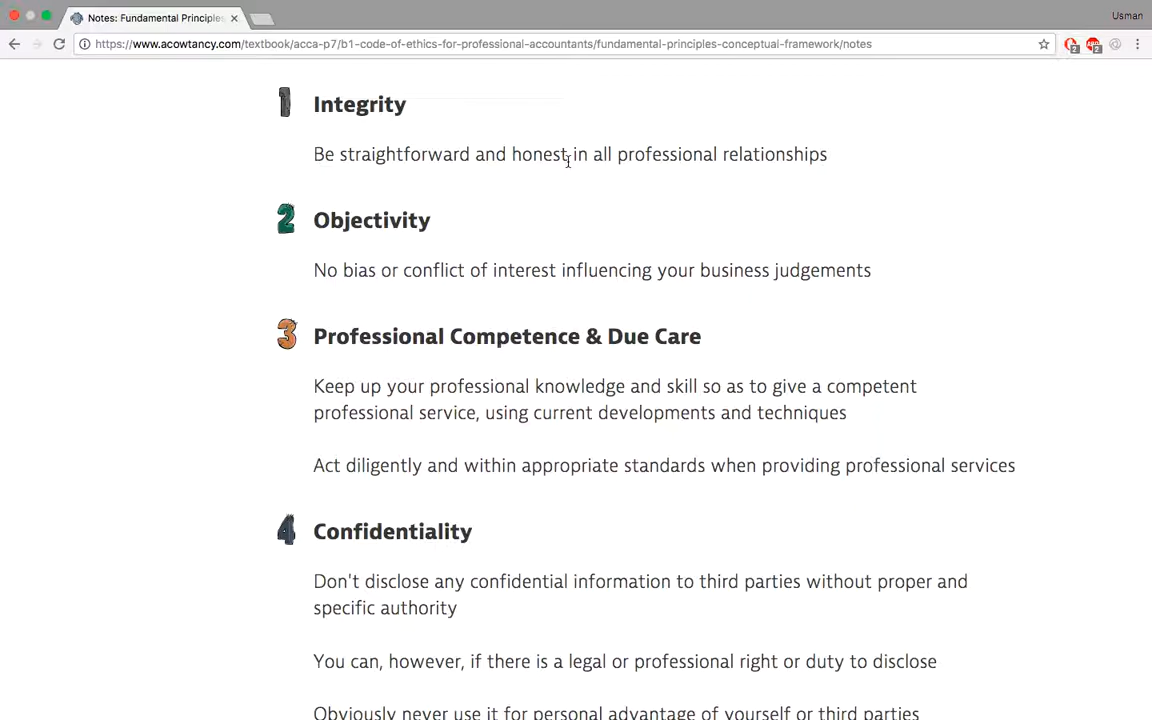 Notes: Fundamental Principles
Usman
https://www.acowtancy.com/textbook/acca-p7/b1-code-of-ethics-for-professional-accountants/fundamental-principles-conceptual-framework/notes
2
2
1 Integrity
Be straightforward and honest in all professional relationships
2 Objectivity
No bias or conflict of interest influencing your business judgements
3 Professional Competence & Due Care
Keep up your professional knowledge and skill so as to give a competent
professional service, using current developments and techniques
Act diligently and within appropriate standards when providing professional services
4 Confidentiality
Don't disclose any confidential information to third parties without proper and
specific authority
You can, however, if there is a legal or professional right or duty to disclose
Obviously never use it for personal advantage of yourself or third parties